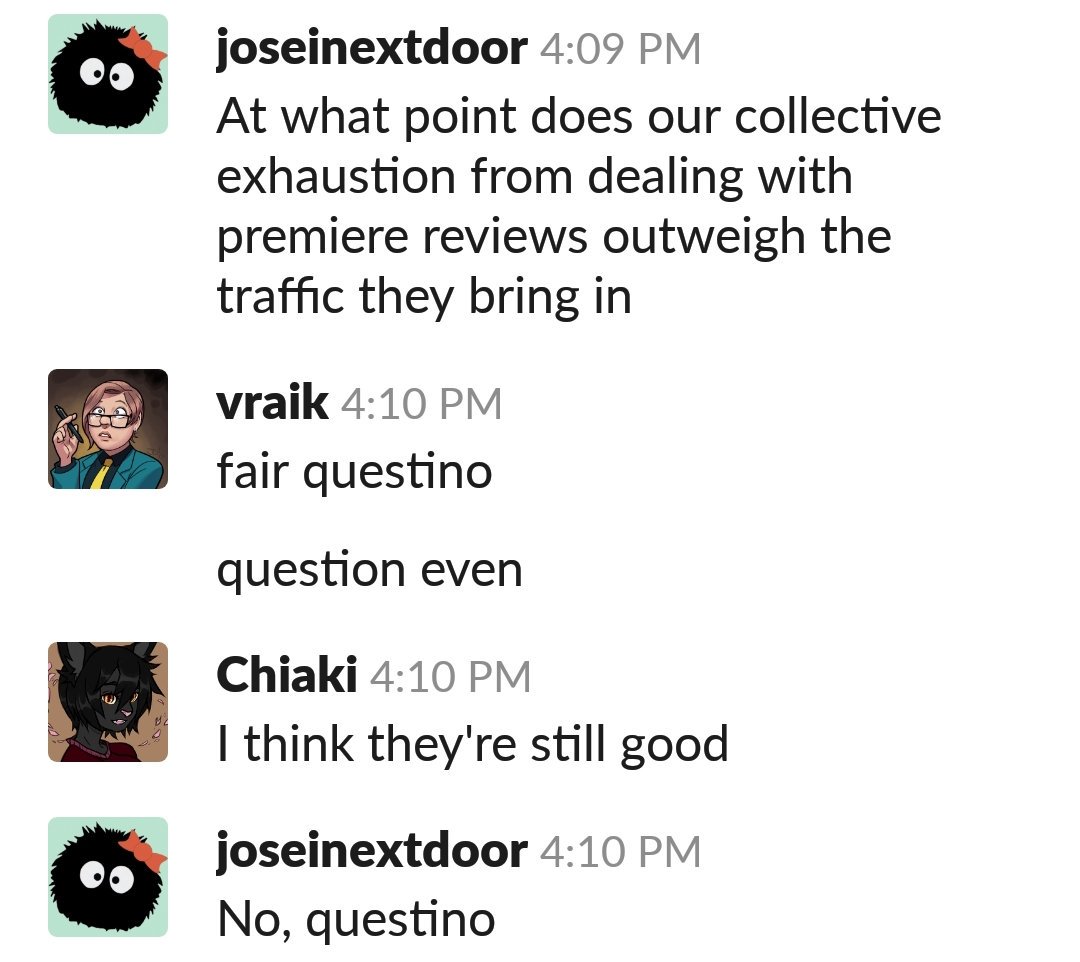 joseinextdoor 4:09 PM
At what point does our collective
exhaustion from dealing with
premiere reviews outweigh the
traffic they bring in
vraik 4:10 PM
fair questino
question even
Chiaki 4:10 PM
I think they're still good
joseinextdoor 4:10 PM
No, questino